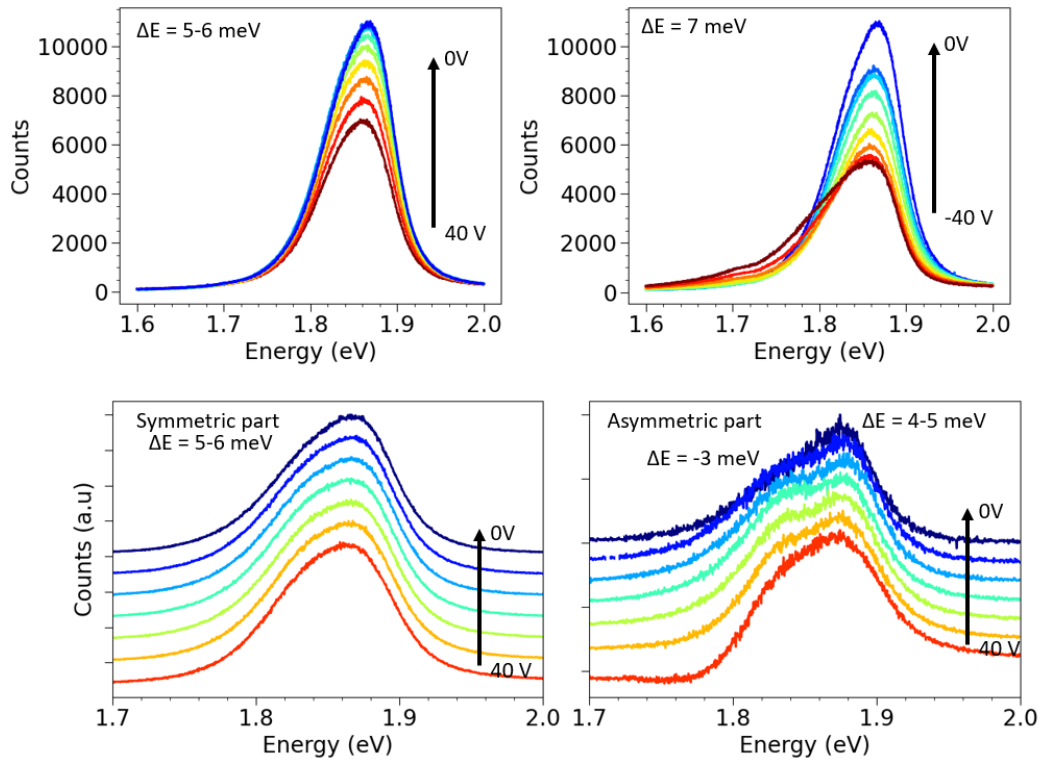 ΔE = 5-6 meV
0V
40 V
10000
8000
6000
4000
2000
0
Counts
1.6
1.7
1.8
1.9
2.0
Energy (eV)
ΔE = 7 meV
0V
-40 V
10000
8000
6000
4000
2000
0
Counts
1.6
1.7
1.8
1.9
2.0
Energy (eV)
Symmetric part
ΔE = 5-6 meV
0V
40 V
Counts (a.u)
1.7
1.8
1.9
2.0
Energy (eV)
Asymmetric part
ΔE = 4-5 meV
ΔE = -3 meV
0V
40 V
1.7
1.8
1.9
2.0
Energy (eV)